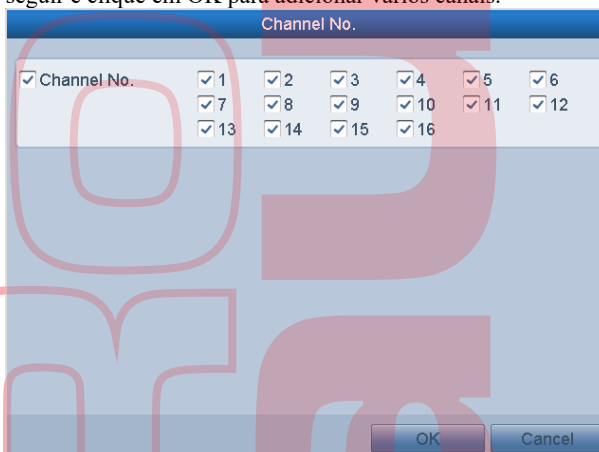 seguir e clique em OK para adicionar vários canais.
Channel No.
Channel No. 1 2 3 4 5 6
7 8 9 10 11 12
13 14 15 16
OK Cancel